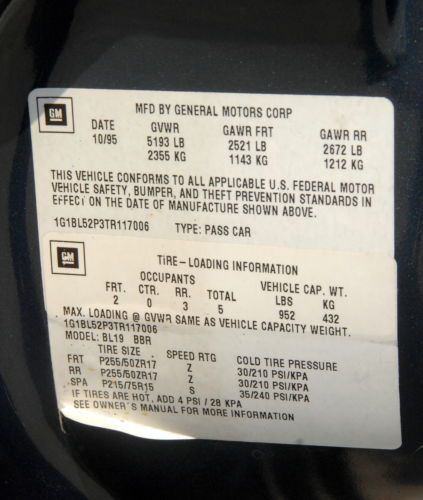 GM
MFD BY GENERAL MOTORS CORP
DATE GVWR GAWR FRT GAWR RR
10/95 5193 LB 2521 LB 2672 LB
2355 KG 1143 KG 1212 KG
THIS VEHICLE CONFORMS TO ALL APPLICABLE U.S. FEDERAL MOTOR
VEHICLE SAFETY, BUMPER, AND THEFT PREVENTION STANDARDS IN
EFFECT ON THE DATE OF MANUFACTURE SHOWN ABOVE.
1G1BL52P3TR117006 TYPE: PASS CAR
GM
TIRE-LOADING INFORMATION
OCCUPANTS VEHICLE CAP. WT.
FRT. CTR. RR. TOTAL LBS KG
2 0 3 5 952 432
MAX. LOADING @ GVWR SAME AS VEHICLE CAPACITY WEIGHT.
1G1BL52P3TR117006
MODEL: BL19 BBR
TIRE SIZE SPEED RTG COLD TIRE PRESSURE
FRT P255/50ZR17 Z 30/210 PSI/KPA
RR P255/50ZR17 Z 30/210 PSI/KPA
SPA P215/75R15 S 35/240 PSI/KPA
IF TIRES ARE HOT, ADD 4 PSI / 28 KPA
SEE OWNER'S MANUAL FOR MORE INFORMATION